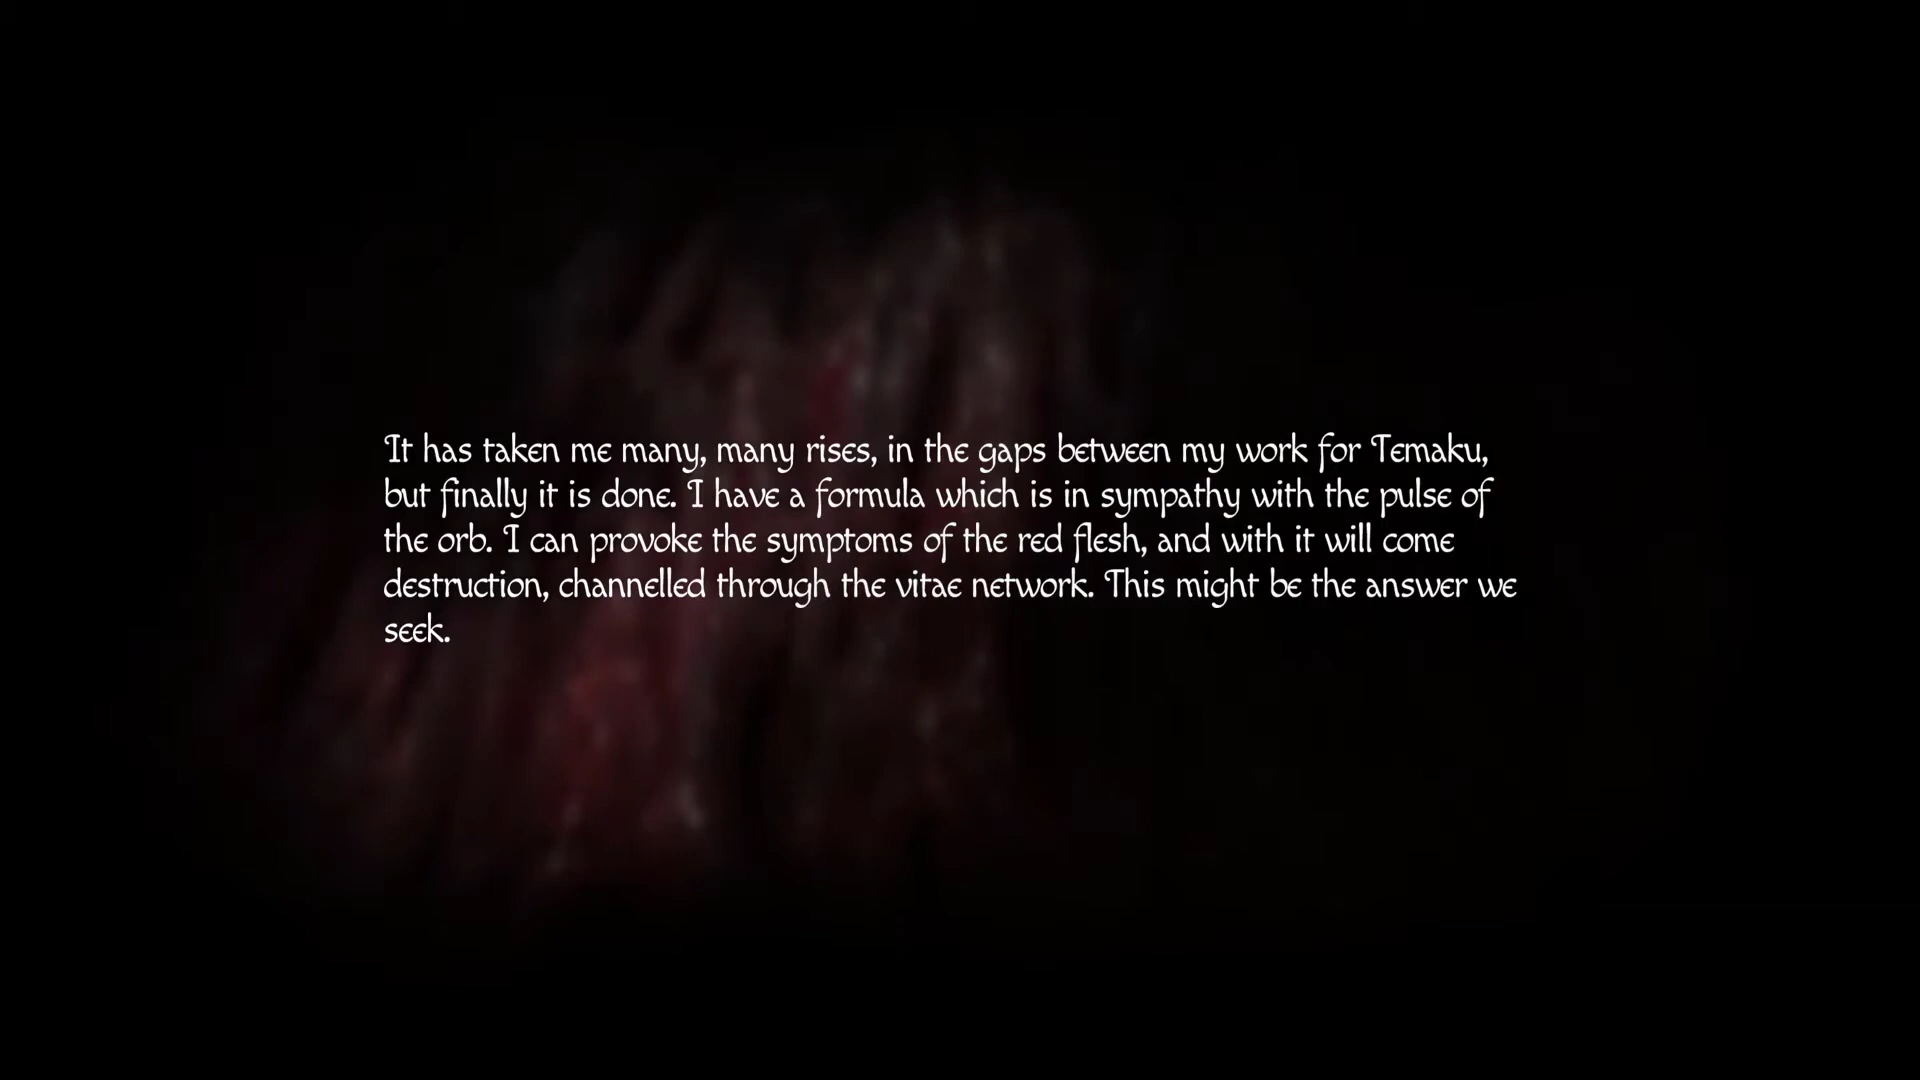 It has taken me many, many rises, in the gaps between my work for Temaku,
but finally it is done. I have a formula which is in sympathy with the pulse of
the orb. I can provoke the symptoms of the red flesh, and with it will come
destruction, channelled through the vitae network. This might be the answer we
seek.